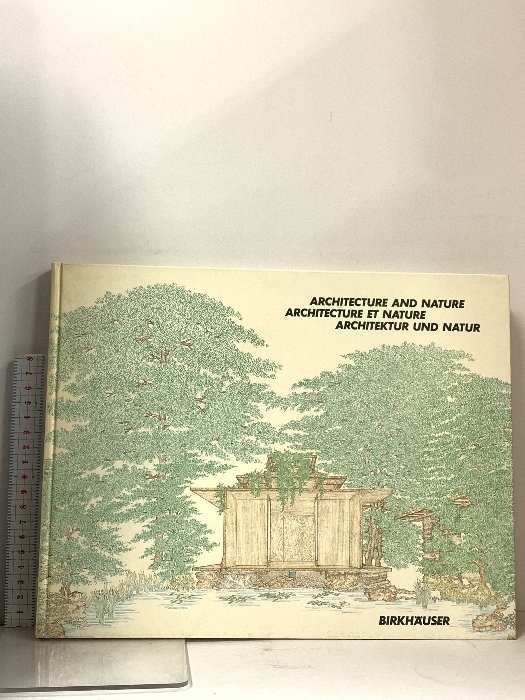 ARCHITECTURE AND NATURE
ARCHITECTURE ET NATURE
ARCHITEKTUR UND NATUR
BIRKHÄUSER